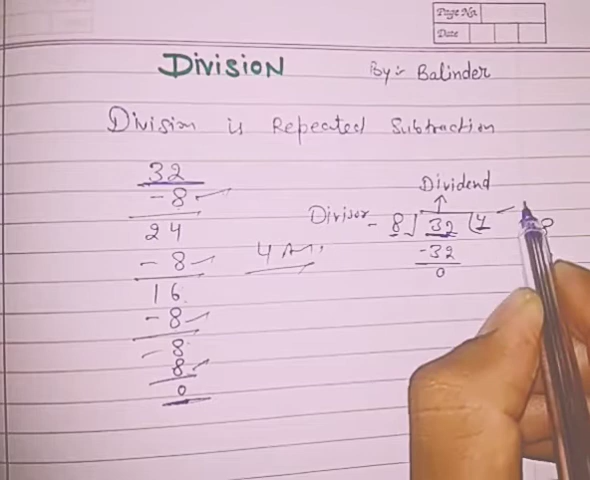 Page No.
Date
Division By:- Balinder
Division is Repeated Subtraction
32
- 8
24
- 8
16
- 8
- 8
8
0
4 Ans.
Dividend
Divisor - 8 32 4
-32
0